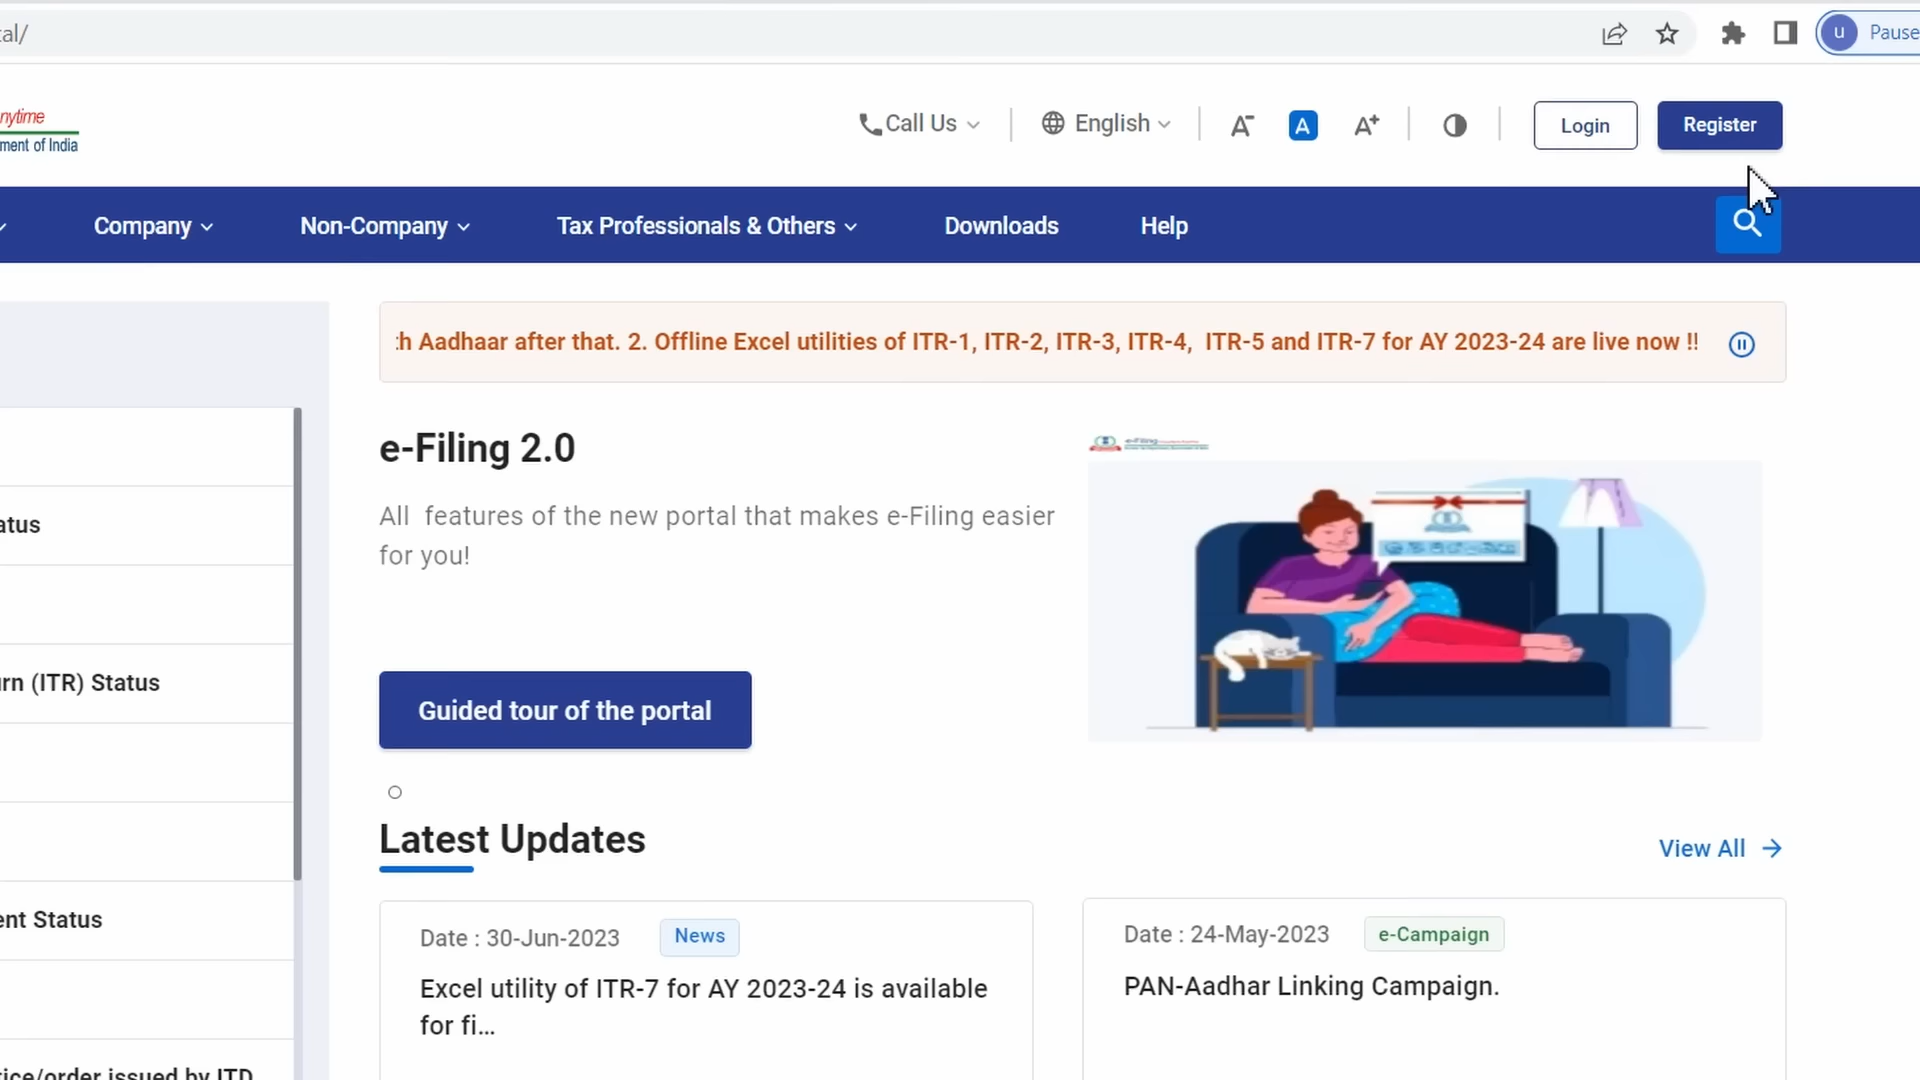 tal/
u Pause
nytime
ment of India
Call Us
English
A-
A
A+
Login
Register
Company
Non-Company
Tax Professionals & Others
Downloads
Help
h Aadhaar after that. 2. Offline Excel utilities of ITR-1, ITR-2, ITR-3, ITR-4, ITR-5 and ITR-7 for AY 2023-24 are live now !!
e-Filing 2.0
All features of the new portal that makes e-Filing easier
for you!
e-Filing
Guided tour of the portal
atus
urn (ITR) Status
ent Status
tice/order issued by ITD
Latest Updates
View All
Date : 30-Jun-2023 News
Excel utility of ITR-7 for AY 2023-24 is available
for fi...
Date : 24-May-2023 e-Campaign
PAN-Aadhar Linking Campaign.